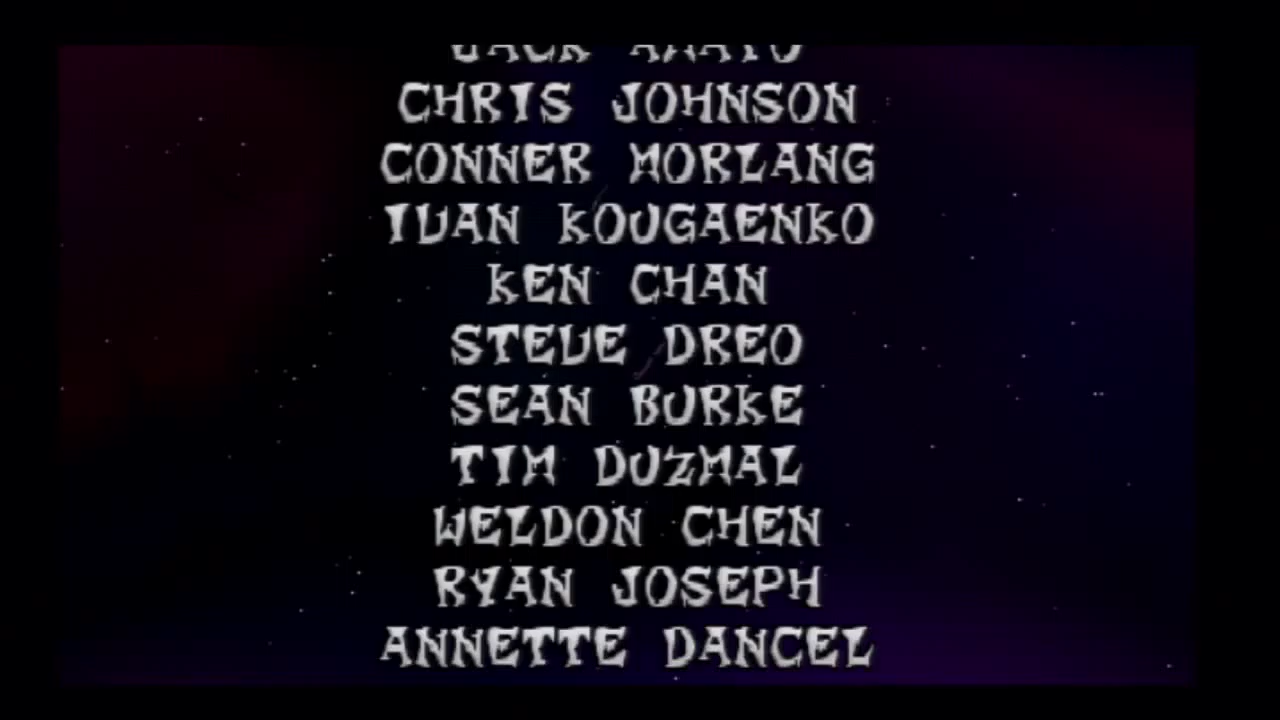 CHRIS JOHNSON
CONNER MORLANG
IVAN KOUGAENKO
KEN CHAN
STEVE DREO
SEAN BURKE
TIM DUZMAL
WELDON CHEN
RYAN JOSEPH
ANNETTE DANCEL